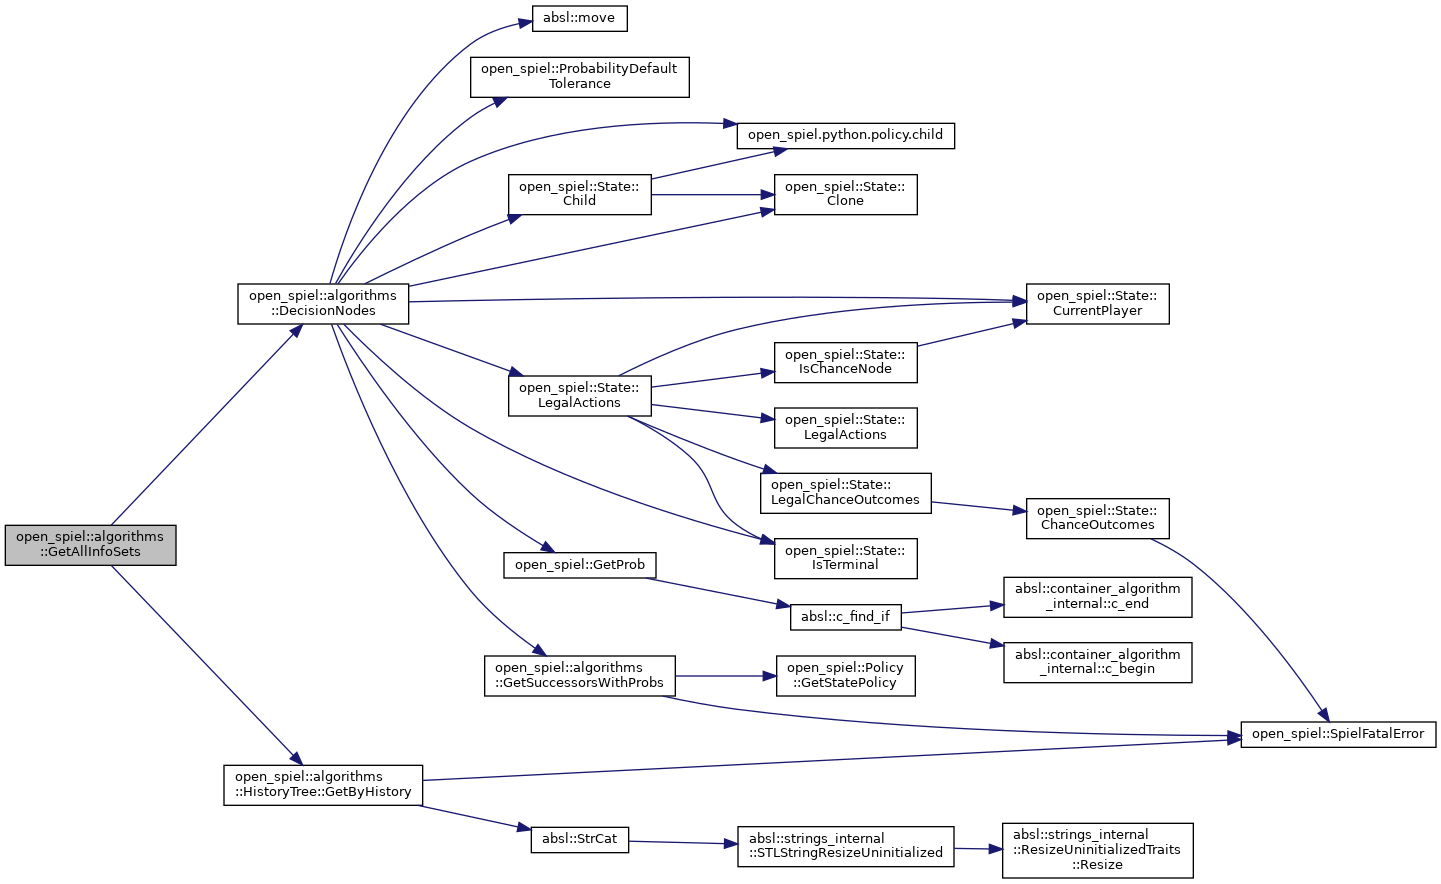 absl::move
open_spiel::ProbabilityDefault
Tolerance
open_spiel.python.policy.child
open_spiel::State::
Child
open_spiel::State::
Clone
open_spiel::algorithms
::DecisionNodes
open_spiel::State::
CurrentPlayer
open_spiel::State::
IsChanceNode
open_spiel::State::
LegalActions
open_spiel::State::
LegalActions
open_spiel::State::
LegalChanceOutcomes
open_spiel::State::
ChanceOutcomes
open_spiel::algorithms
::GetAllInfoSets
open_spiel::State::
IsTerminal
open_spiel::GetProb
absl::container_algorithm
_internal::c_end
absl::c_find_if
absl::container_algorithm
_internal::c_begin
open_spiel::algorithms
::GetSuccessorsWithProbs
open_spiel::Policy
::GetStatePolicy
open_spiel::SpielFatalError
open_spiel::algorithms
::HistoryTree::GetByHistory
absl::StrCat
absl::strings_internal
::STLStringResizeUninitialized
absl::strings_internal
::ResizeUninitializedTraits
::Resize